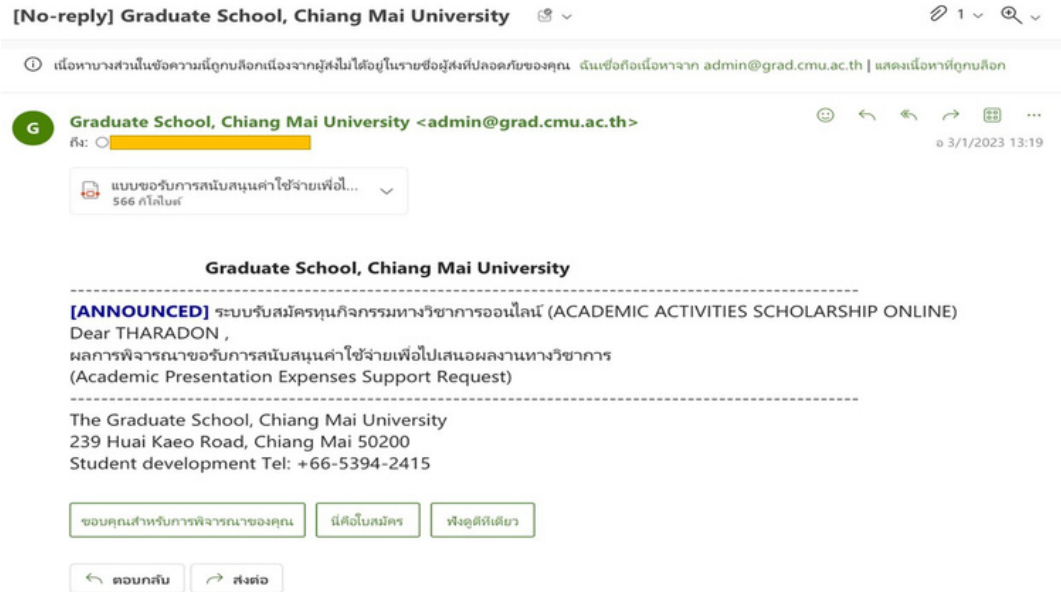 [No-reply] Graduate School, Chiang Mai University
1
เนื้อหาบางส่วนในข้อความนี้ถูกบล็อกเนื่องจากผู้ส่งไม่ได้อยู่ในรายชื่อผู้ส่งที่ปลอดภัยของคุณ ฉันเชื่อถือเนื้อหาจาก admin@grad.cmu.ac.th | แสดงเนื้อหาที่ถูกบล็อก
G
Graduate School, Chiang Mai University <admin@grad.cmu.ac.th>
ถึง:
อ 3/1/2023 13:19
แบบขอรับการสนับสนุนค่าใช้จ่ายเพื่อไ...
566 กิโลไบต์
Graduate School, Chiang Mai University
[ANNOUNCED] ระบบรับสมัครทุนกิจกรรมทางวิชาการออนไลน์ (ACADEMIC ACTIVITIES SCHOLARSHIP ONLINE)
Dear THARADON ,
ผลการพิจารณาขอรับการสนับสนุนค่าใช้จ่ายเพื่อไปเสนอผลงานทางวิชาการ
(Academic Presentation Expenses Support Request)
The Graduate School, Chiang Mai University
239 Huai Kaeo Road, Chiang Mai 50200
Student development Tel: +66-5394-2415
ขอบคุณสำหรับการพิจารณาของคุณ นี่คือใบสมัคร ฟังดูดีทีเดียว
ตอบกลับ ส่งต่อ